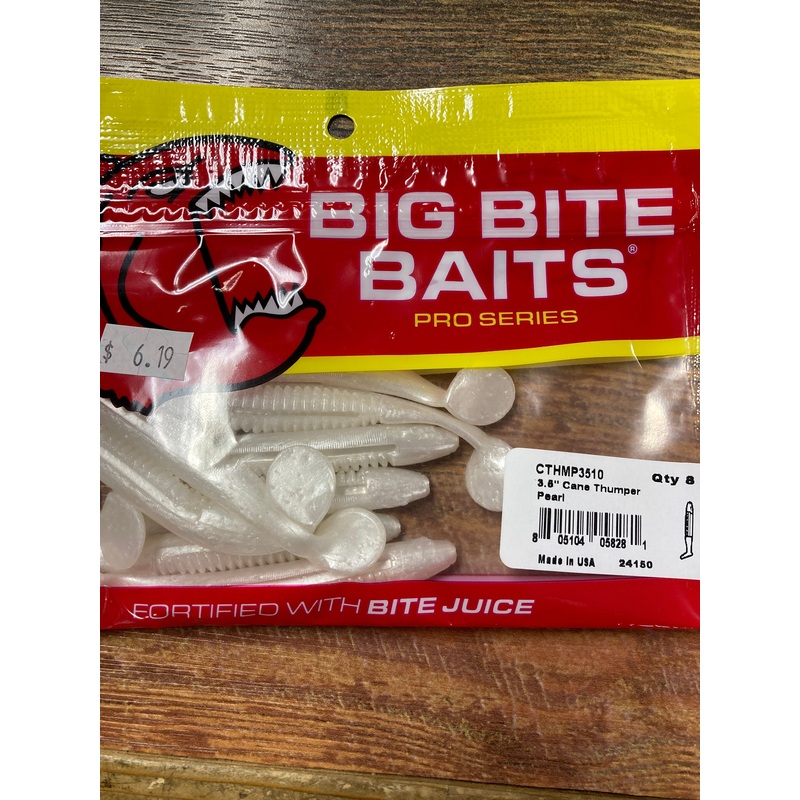 BIG BITE
BAITS®
PRO SERIES
$ 6.19
CTHMP3510 Qty 8
3.5" Cane Thumper
Pearl
8 05104 05828 1
Made in USA 24150
FORTIFIED WITH BITE JUICE